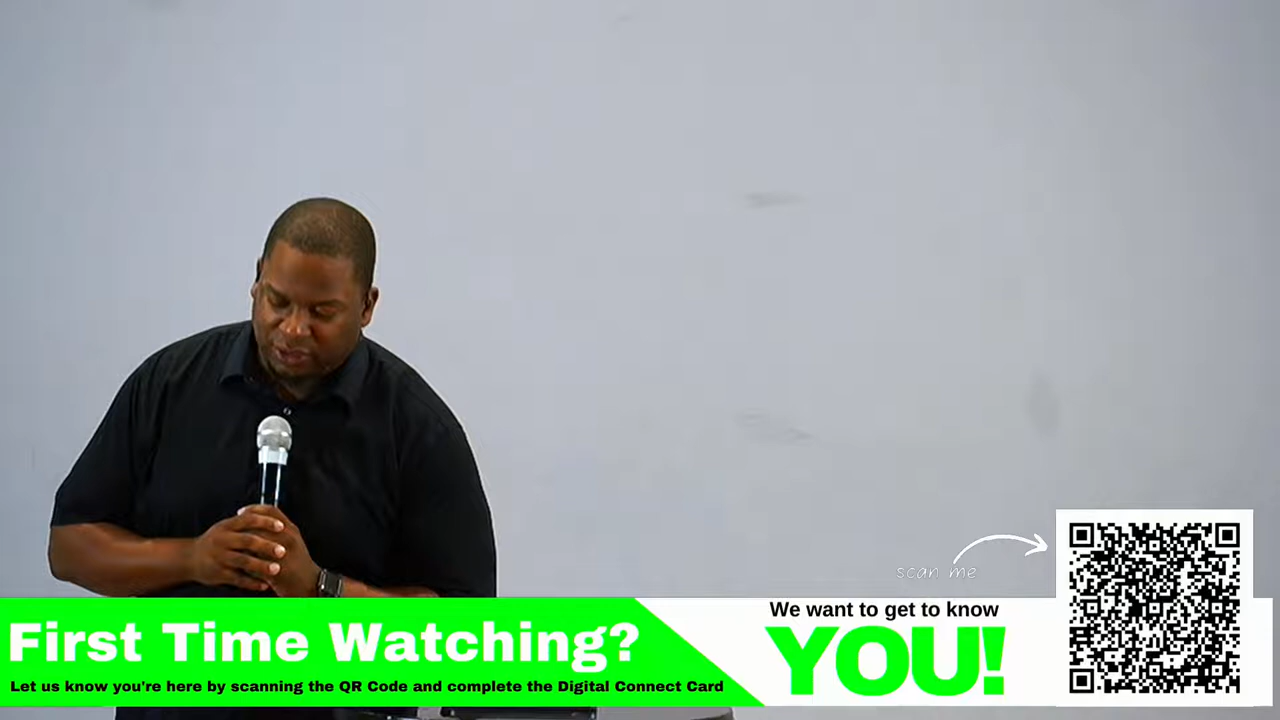 scan me
First Time Watching?
Let us know you're here by scanning the QR Code and complete the Digital Connect Card
We want to get to know
YOU!